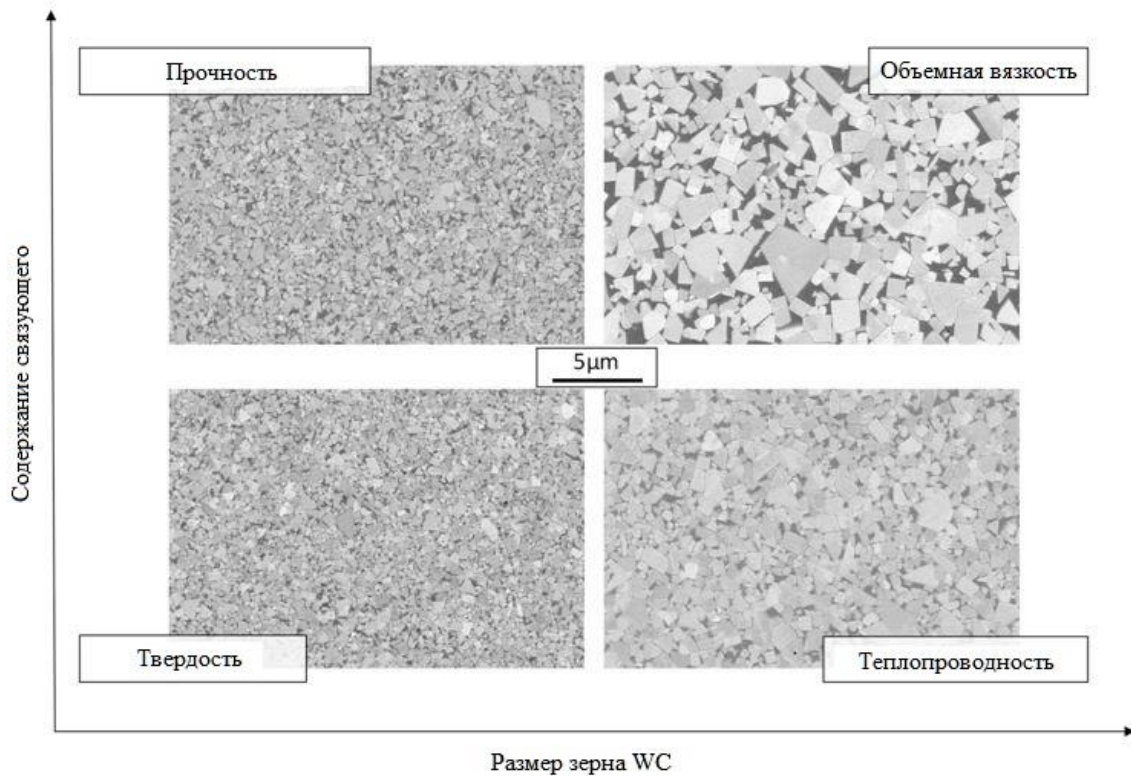 Прочность
Объемная вязкость
Содержание связующего
5µm
Твердость
Теплопроводность
Размер зерна WC